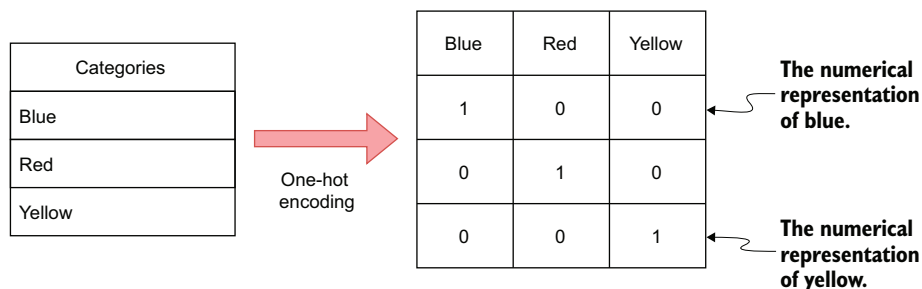 Categories
Blue
Red
Yellow
One-hot
encoding
Blue Red Yellow
1 0 0
0 1 0
0 0 1
The numerical
representation
of blue.
The numerical
representation
of yellow.